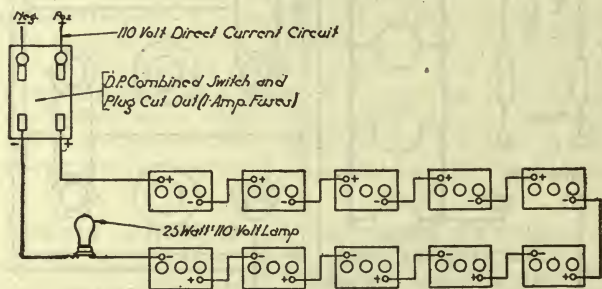 Neg. Pos.
- +
110 Volt Direct Current Circuit
D.P. Combined Switch and
Plug Cut Out (1-Amp. Fuses)
- +
+ + + + +
- - - - -
25 Watt-110-Volt Lamp
- - - - -
+ + + + +